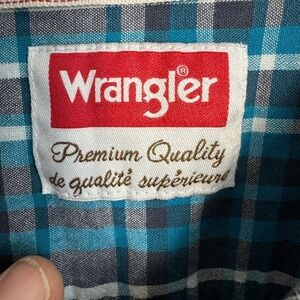 Wrangler®
Premium Quality
de qualité supérieure